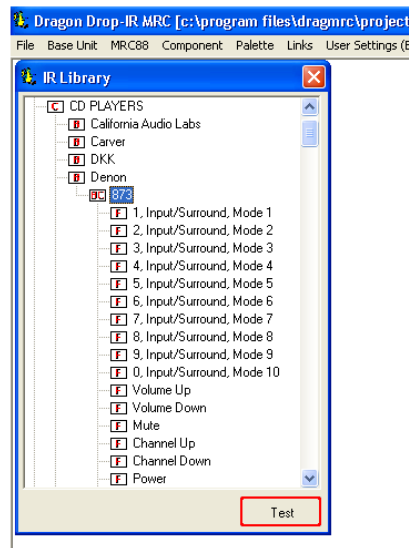 Dragon Drop-IR MRC [c:\program files\dragmrc\project
File Base Unit MRC88 Component Palette Links User Settings (E
IR Library
C CD PLAYERS
B California Audio Labs
B Carver
B DKK
B Denon
BC 873
F 1, Input/Surround, Mode 1
F 2, Input/Surround, Mode 2
F 3, Input/Surround, Mode 3
F 4, Input/Surround, Mode 4
F 5, Input/Surround, Mode 5
F 6, Input/Surround, Mode 6
F 7, Input/Surround, Mode 7
F 8, Input/Surround, Mode 8
F 9, Input/Surround, Mode 9
F 0, Input/Surround, Mode 10
F Volume Up
F Volume Down
F Mute
F Channel Up
F Channel Down
F Power
Test